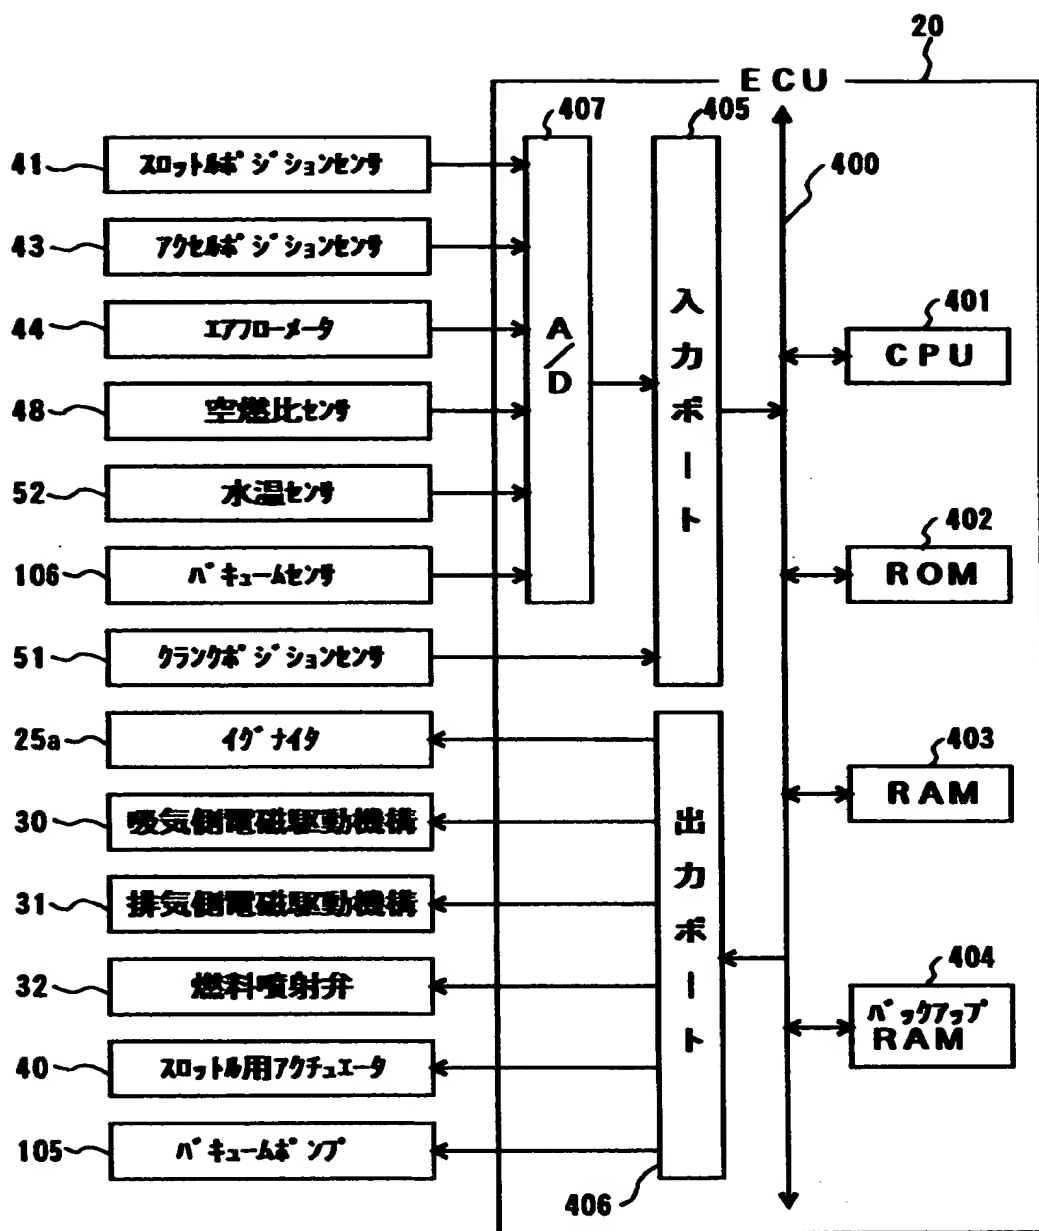 20
ECU
407
405
400
41 スロットルポジションセンサ
43 アクセルポジションセンサ
44 エアフローメータ
48 空燃比センサ
52 水温センサ
106 バキュームセンサ
51 クランクポジションセンサ
25a イグナイタ
30 吸気側電磁駆動機構
31 排気側電磁駆動機構
32 燃料噴射弁
40 スロットル用アクチュエータ
105 バキュームポンプ
A/D
入力ポート
出力ポート
406
401
CPU
402
ROM
403
RAM
404
バックアップ
RAM